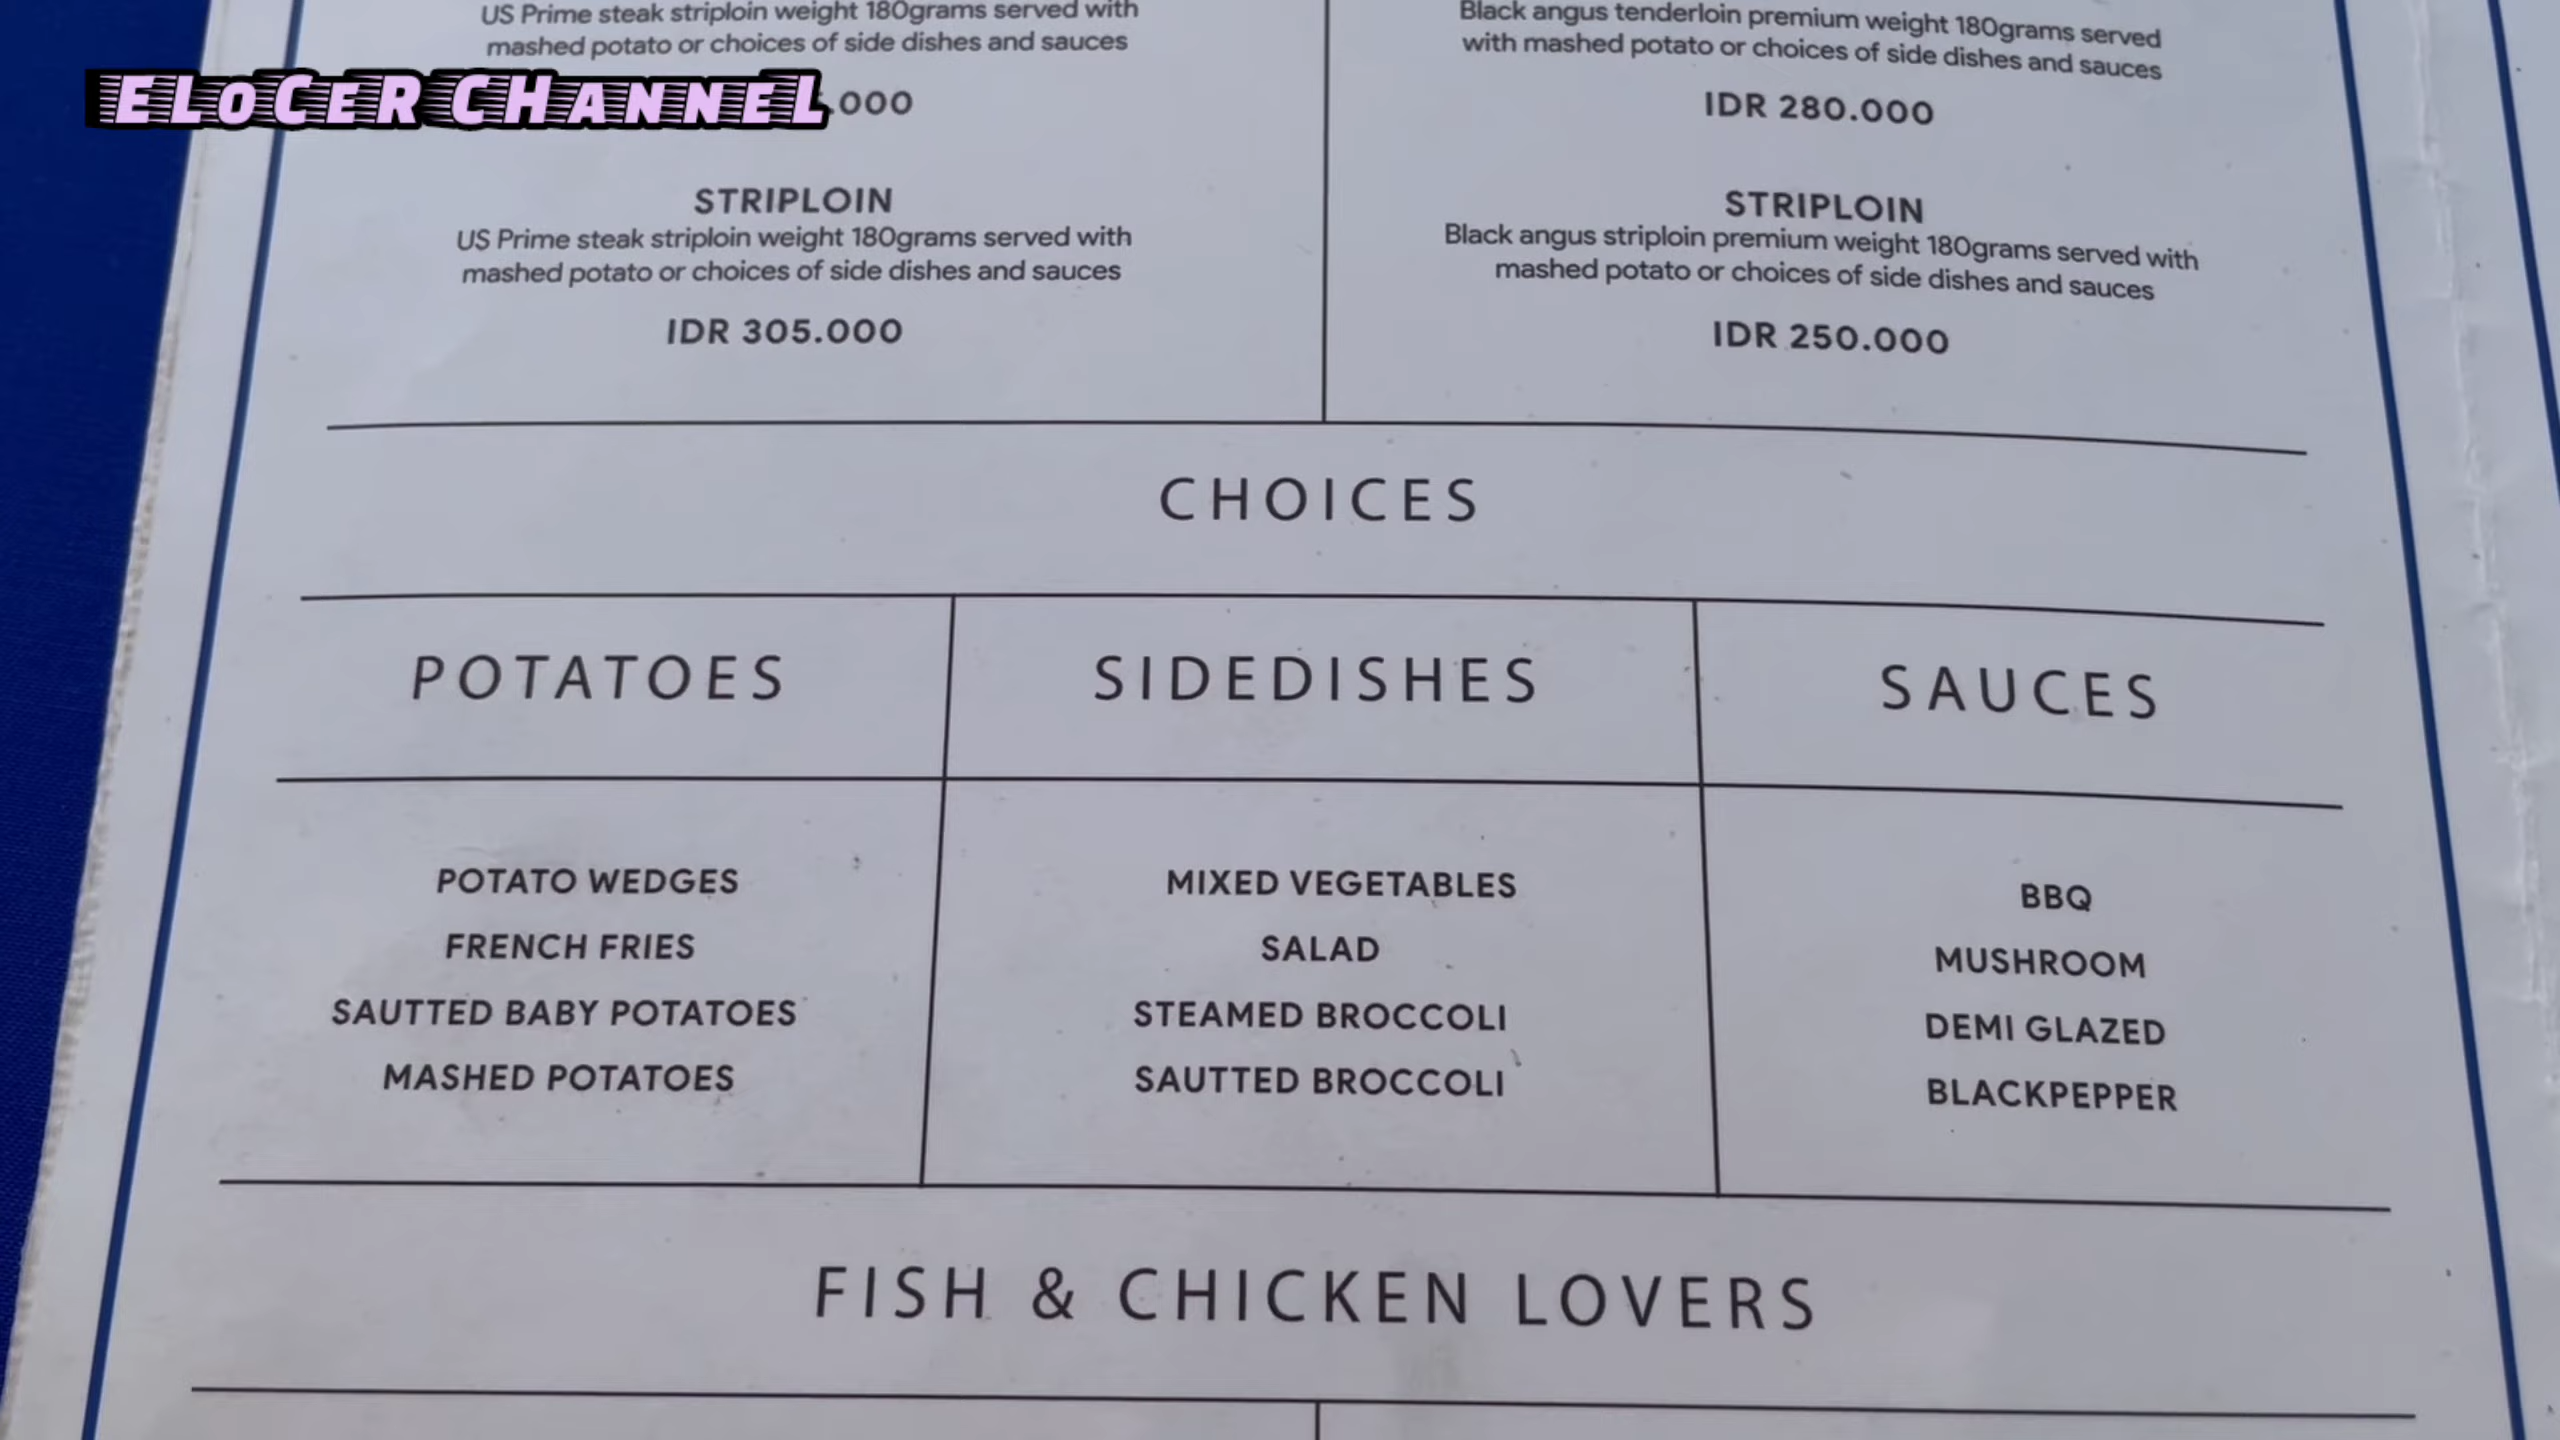 US Prime steak striploin weight 180grams served with
mashed potato or choices of side dishes and sauces
ELoCeR CHANNEL
.000
STRIPLOIN
US Prime steak striploin weight 180grams served with
mashed potato or choices of side dishes and sauces
IDR 305.000
Black angus tenderloin premium weight 180grams served
with mashed potato or choices of side dishes and sauces
IDR 280.000
STRIPLOIN
Black angus striploin premium weight 180grams served with
mashed potato or choices of side dishes and sauces
IDR 250.000
CHOICES
POTATOES
POTATO WEDGES
FRENCH FRIES
SAUTTED BABY POTATOES
MASHED POTATOES
SIDEDISHES
MIXED VEGETABLES
SALAD
STEAMED BROCCOLI
SAUTTED BROCCOLI
SAUCES
BBQ
MUSHROOM
DEMI GLAZED
BLACKPEPPER
FISH & CHICKEN LOVERS